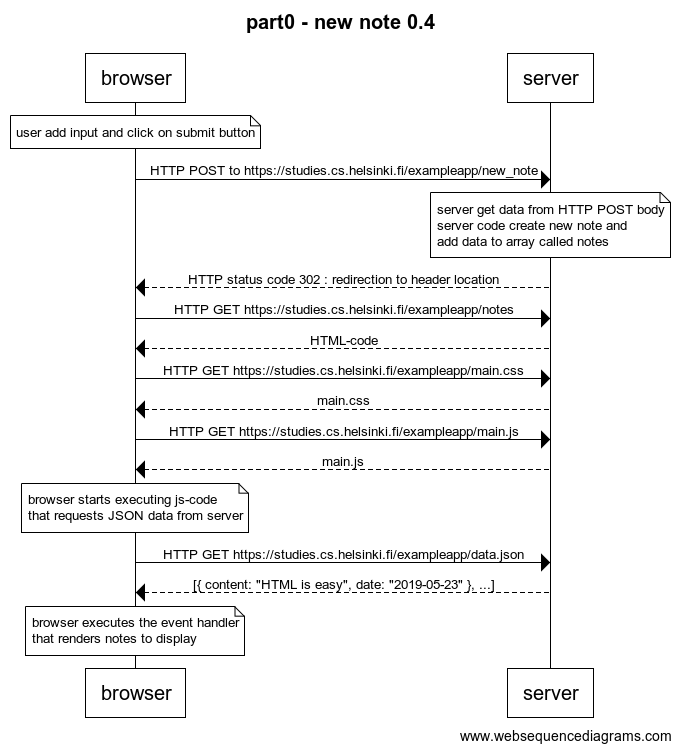 part0 - new note 0.4
browser
server
user add input and click on submit button
HTTP POST to https://studies.cs.helsinki.fi/exampleapp/new_note
server get data from HTTP POST body
server code create new note and
add data to array called notes
HTTP status code 302 : redirection to header location
HTTP GET https://studies.cs.helsinki.fi/exampleapp/notes
HTML-code
HTTP GET https://studies.cs.helsinki.fi/exampleapp/main.css
main.css
HTTP GET https://studies.cs.helsinki.fi/exampleapp/main.js
main.js
browser starts executing js-code
that requests JSON data from server
HTTP GET https://studies.cs.helsinki.fi/exampleapp/data.json
[{ content: "HTML is easy", date: "2019-05-23" }, ...]
browser executes the event handler
that renders notes to display
browser
server
www.websequencediagrams.com